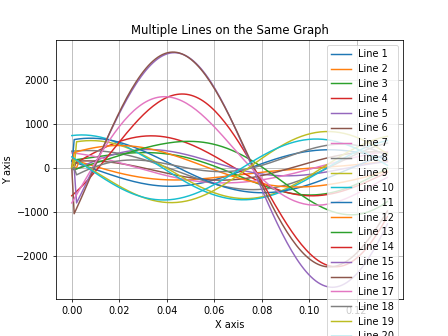 Multiple Lines on the Same Graph
Y axis
2000
1000
0
−1000
−2000
0.00
0.02
0.04
0.06
0.08
0.10
X axis
Line 1
Line 2
Line 3
Line 4
Line 5
Line 6
Line 7
Line 8
Line 9
Line 10
Line 11
Line 12
Line 13
Line 14
Line 15
Line 16
Line 17
Line 18
Line 19
Line 20